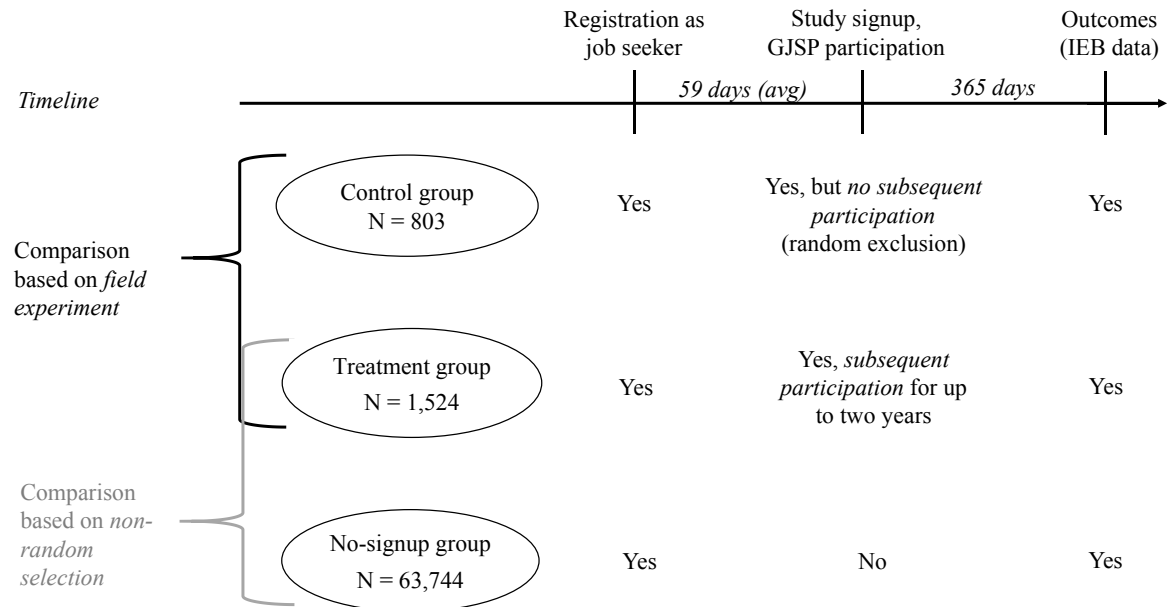 Registration as
job seeker
Study signup,
GJSP participation
Outcomes
(IEB data)
Timeline
59 days (avg)
365 days
Control group
N = 803
Yes
Yes, but no subsequent
participation
(random exclusion)
Yes
Comparison
based on field
experiment
Treatment group
N = 1,524
Yes
Yes, subsequent
participation for up
to two years
Yes
Comparison
based on non-
random
selection
No-signup group
N = 63,744
Yes
No
Yes